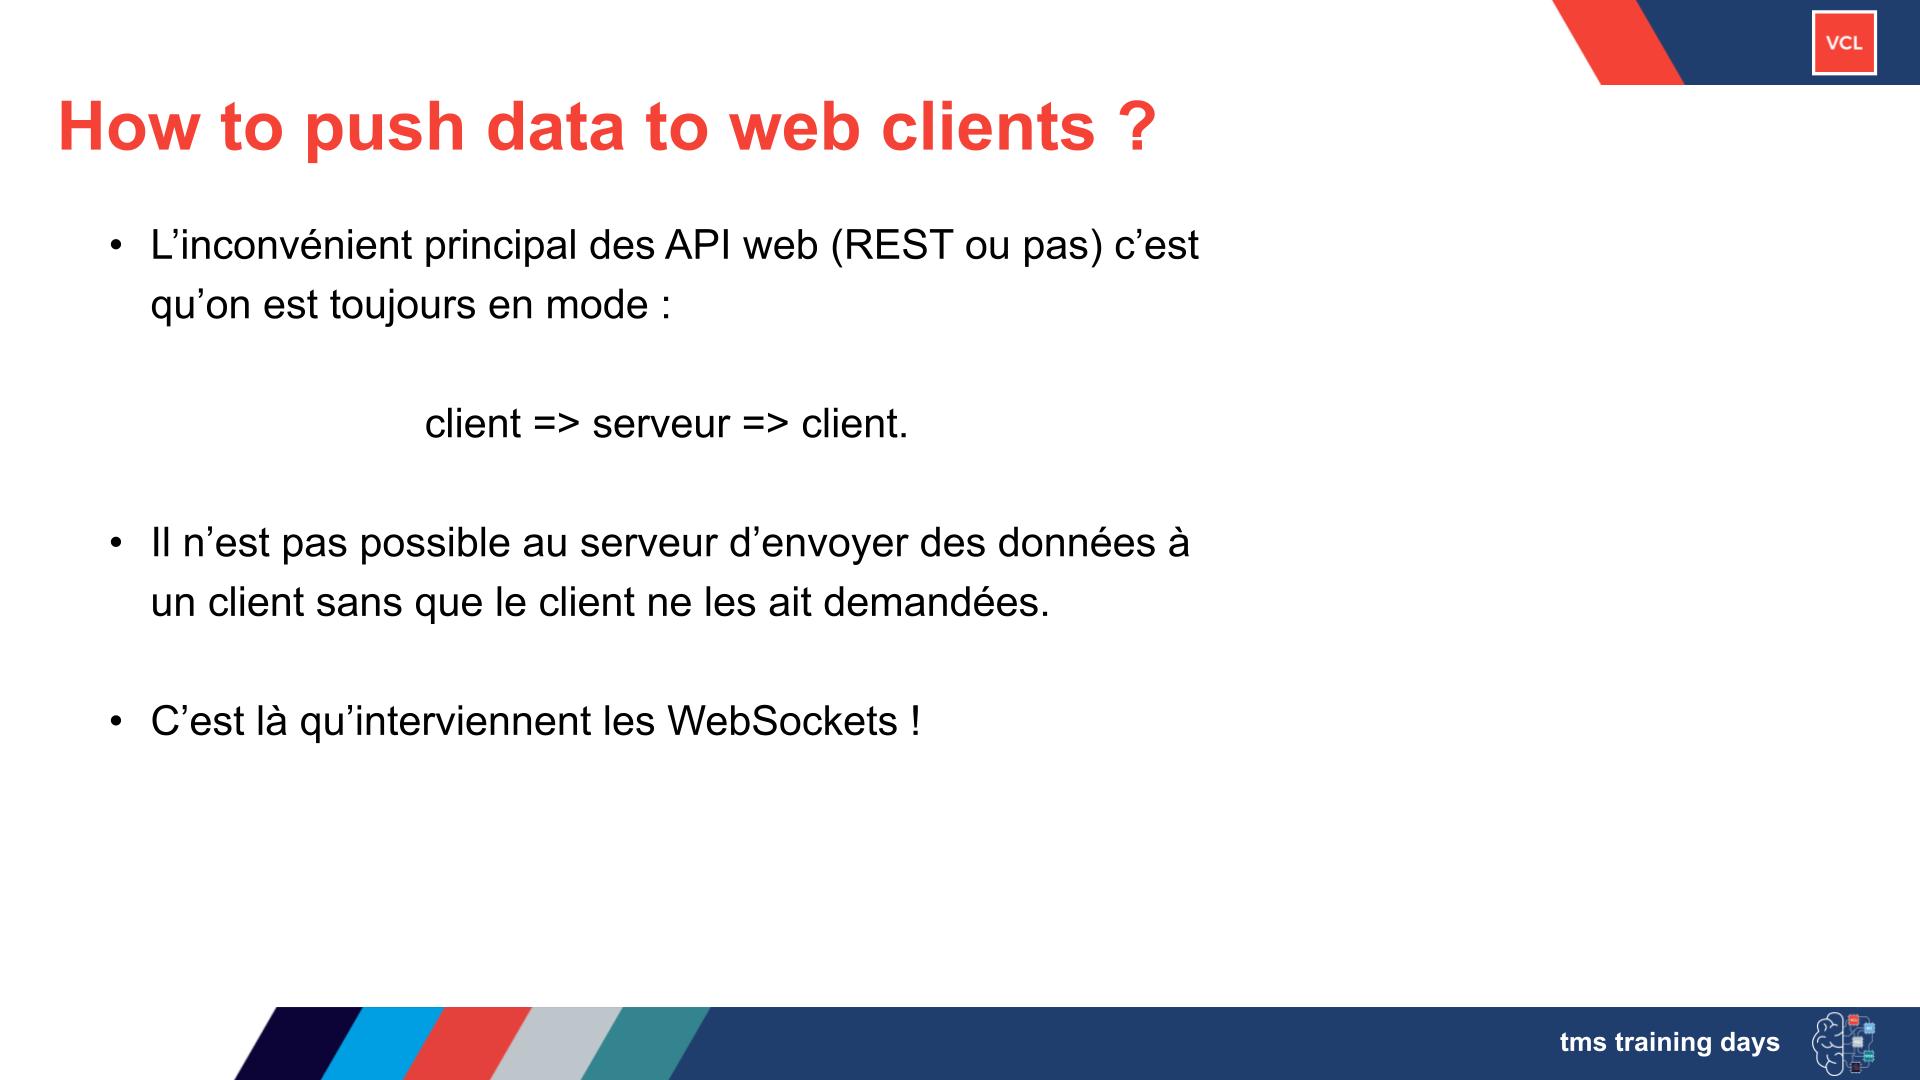 VCL
How to push data to web clients ?
• L’inconvénient principal des API web (REST ou pas) c’est
qu’on est toujours en mode :
client => serveur => client.
• Il n’est pas possible au serveur d’envoyer des données à
un client sans que le client ne les ait demandées.
• C’est là qu’interviennent les WebSockets !
tms training days